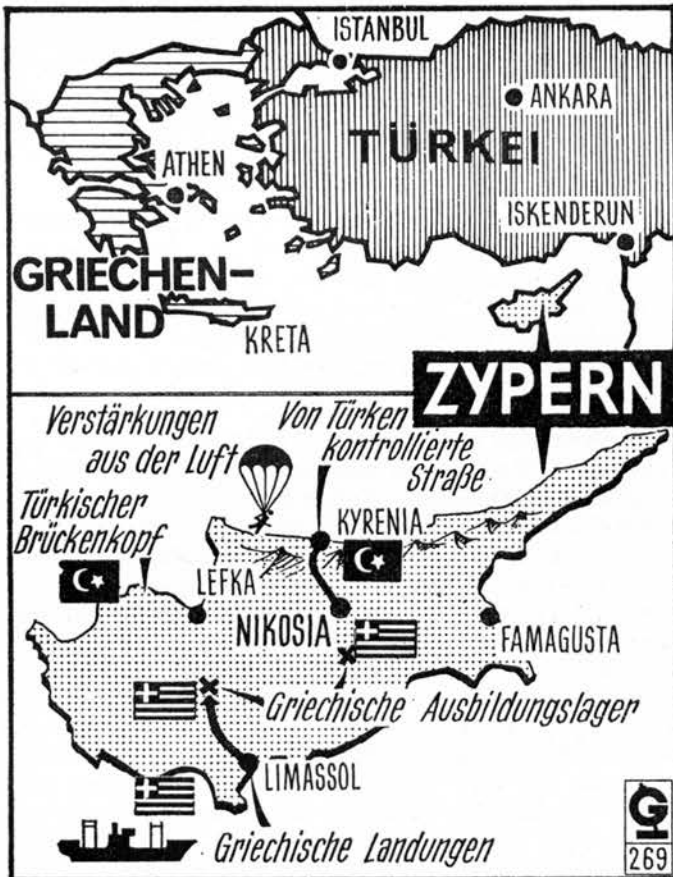 ISTANBUL
ANKARA
TÜRKEI
ATHEN
ISKENDERUN
GRIECHEN-
LAND
KRETA
ZYPERN
Verstärkungen
aus der Luft
Von Türken
kontrollierte
Straße
Türkischer
Brückenkopf
KYRENIA
LEFKA
NIKOSIA
FAMAGUSTA
Griechische Ausbildungslager
LIMASSOL
Griechische Landungen
G
269